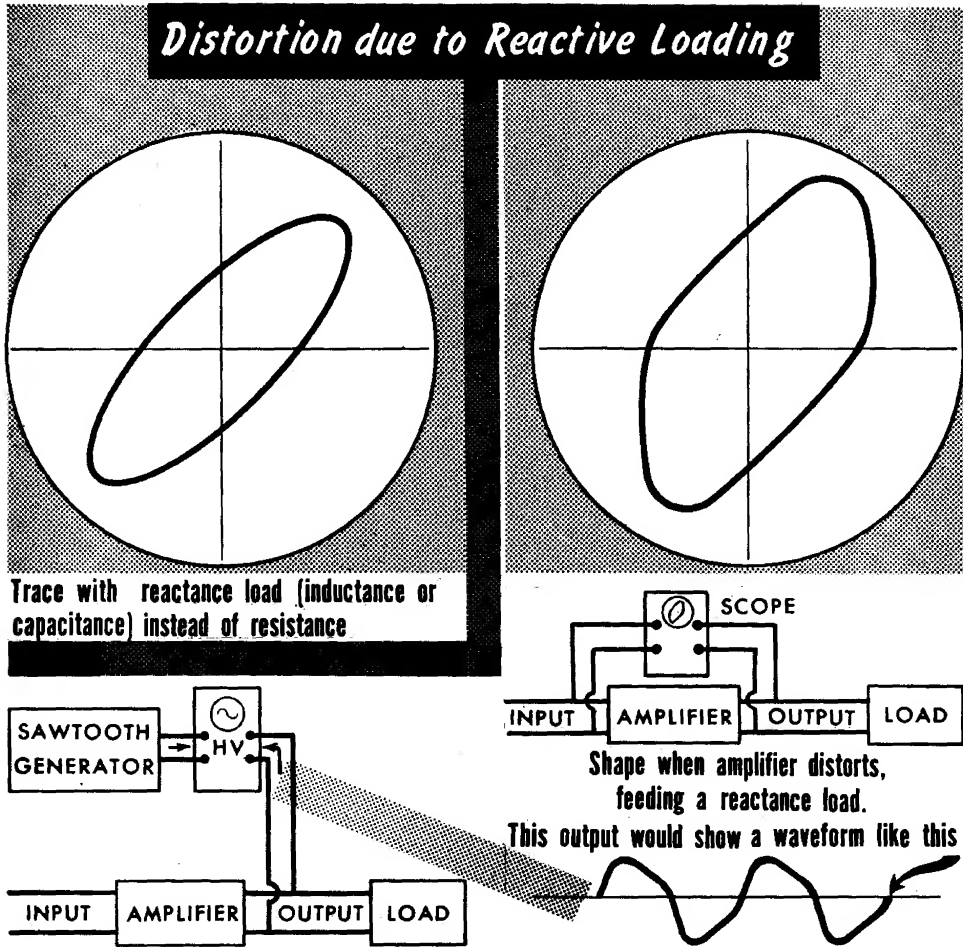 Distortion due to Reactive Loading
Trace with reactance load (inductance or
capacitance) instead of resistance
SCOPE
INPUT AMPLIFIER OUTPUT LOAD
Shape when amplifier distorts,
feeding a reactance load.
This output would show a waveform like this
SAWTOOTH
GENERATOR
HV
INPUT AMPLIFIER OUTPUT LOAD